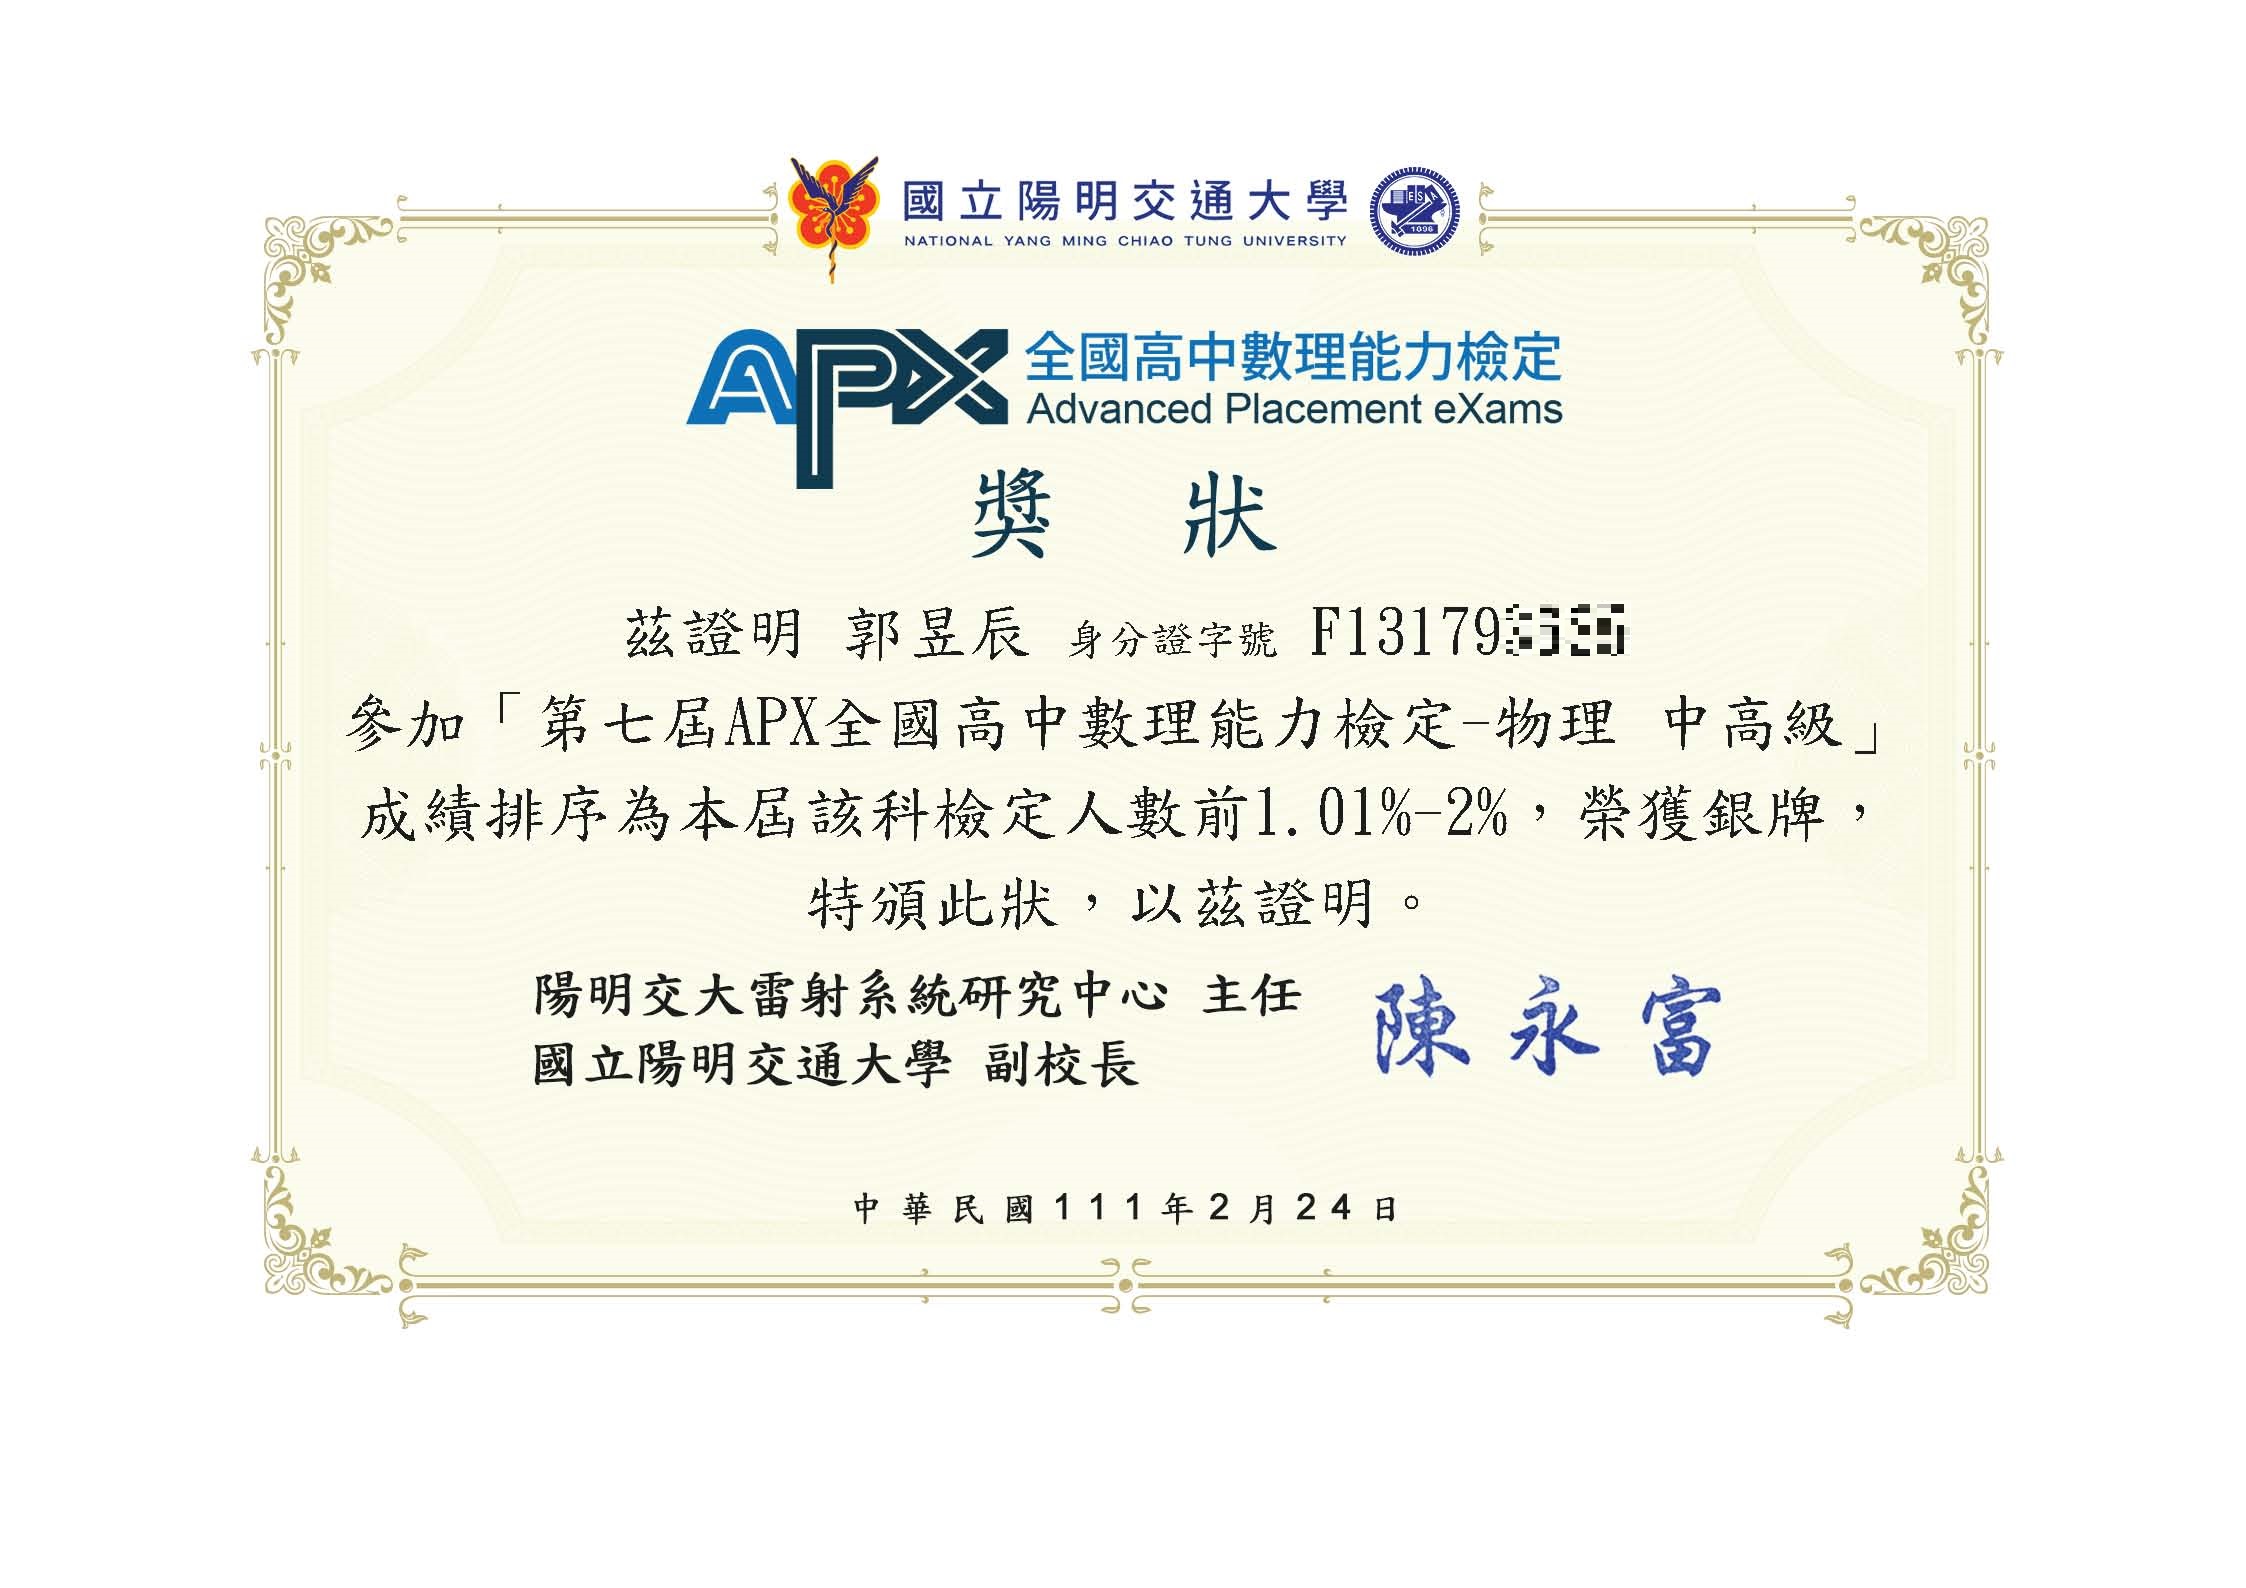 國立陽明交通大學
NATIONAL YANG MING CHIAO TUNG UNIVERSITY
ESA
1896
APX 全國高中數理能力檢定
Advanced Placement eXams
獎 狀
茲證明 郭昱辰 身分證字號 F13179
參加「第七屆APX全國高中數理能力檢定-物理 中高級」
成績排序為本屆該科檢定人數前1.01%-2%，榮獲銀牌，
特頒此狀，以茲證明。
陽明交大雷射系統研究中心 主任
國立陽明交通大學 副校長
陳永富
中華民國111年2月24日